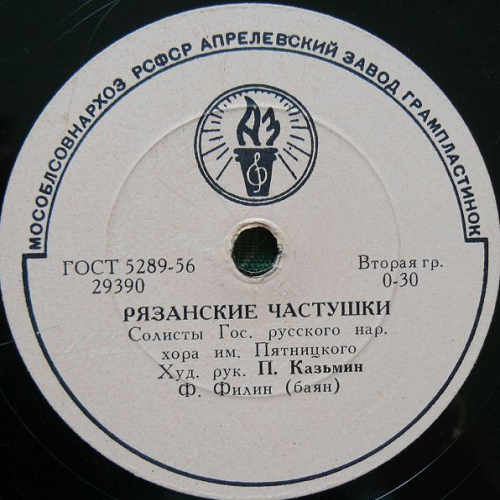 МОСОБЛСОВНАРХОЗ РСФСР АПРЕЛЕВСКИЙ ЗАВОД ГРАМПЛАСТИНОК
АЗ
ГОСТ 5289-56
29390
Вторая гр.
0-30
РЯЗАНСКИЕ ЧАСТУШКИ
Солисты Гос. русского нар.
хора им. Пятницкого
Худ. рук. П. Казьмин
Ф. Филин (баян)